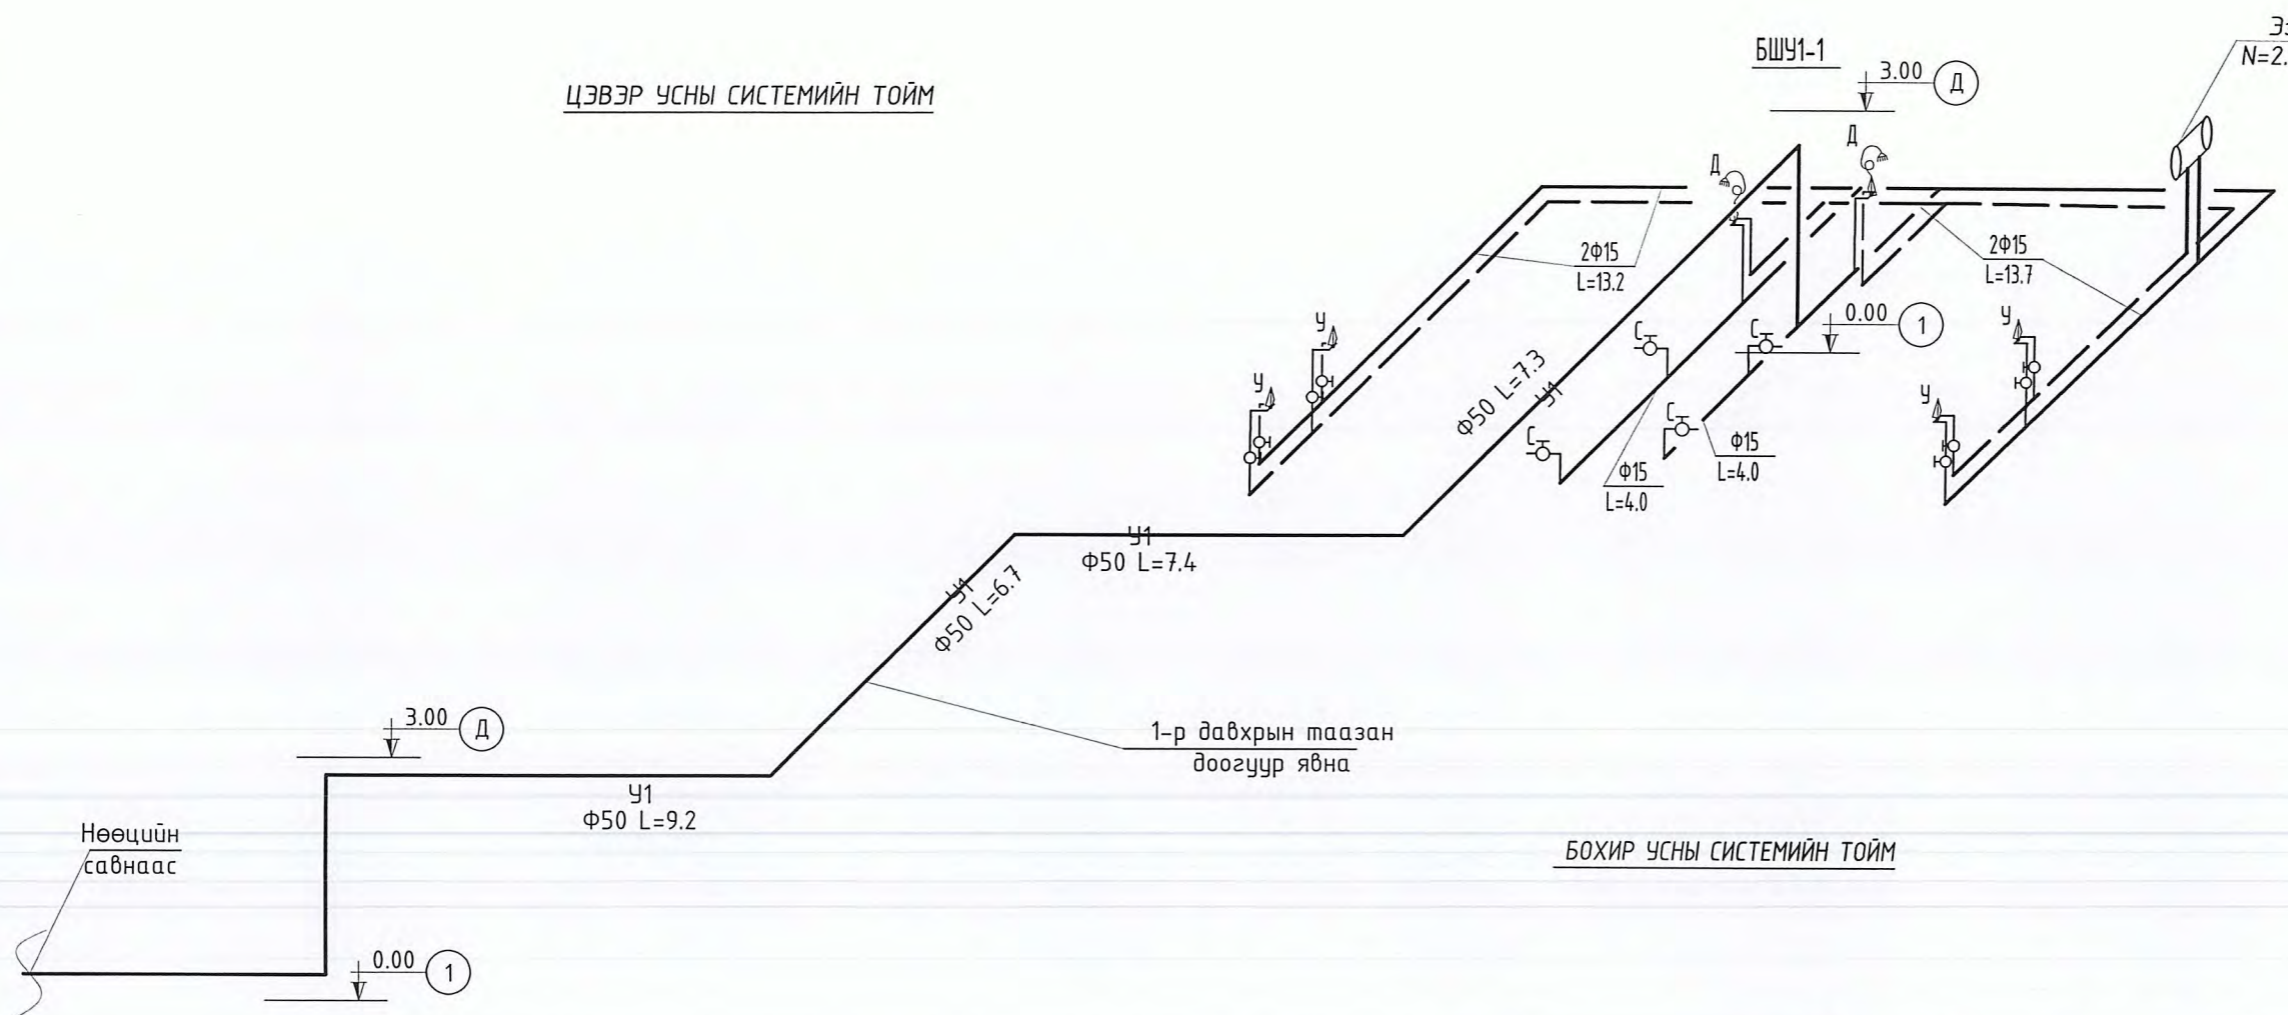 ЦЭВЭР УСНЫ СИСТЕМИЙН ТОЙМ
БШУ1-1
3.00 Д
N=2.
Д
Д
2Ф15
L=13.2
2Ф15
L=13.7
0.00 1
У
У
С
С
С
С
У
У
Ф50 L=7.3
У1
Ф15
L=4.0
Ф15
L=4.0
У1
Ф50 L=7.4
У1
Ф50 L=6.7
3.00 Д
1-р давхрын таазан
доогуур явна
У1
Ф50 L=9.2
Нөөцийн
савнаас
БОХИР УСНЫ СИСТЕМИЙН ТОЙМ
0.00 1